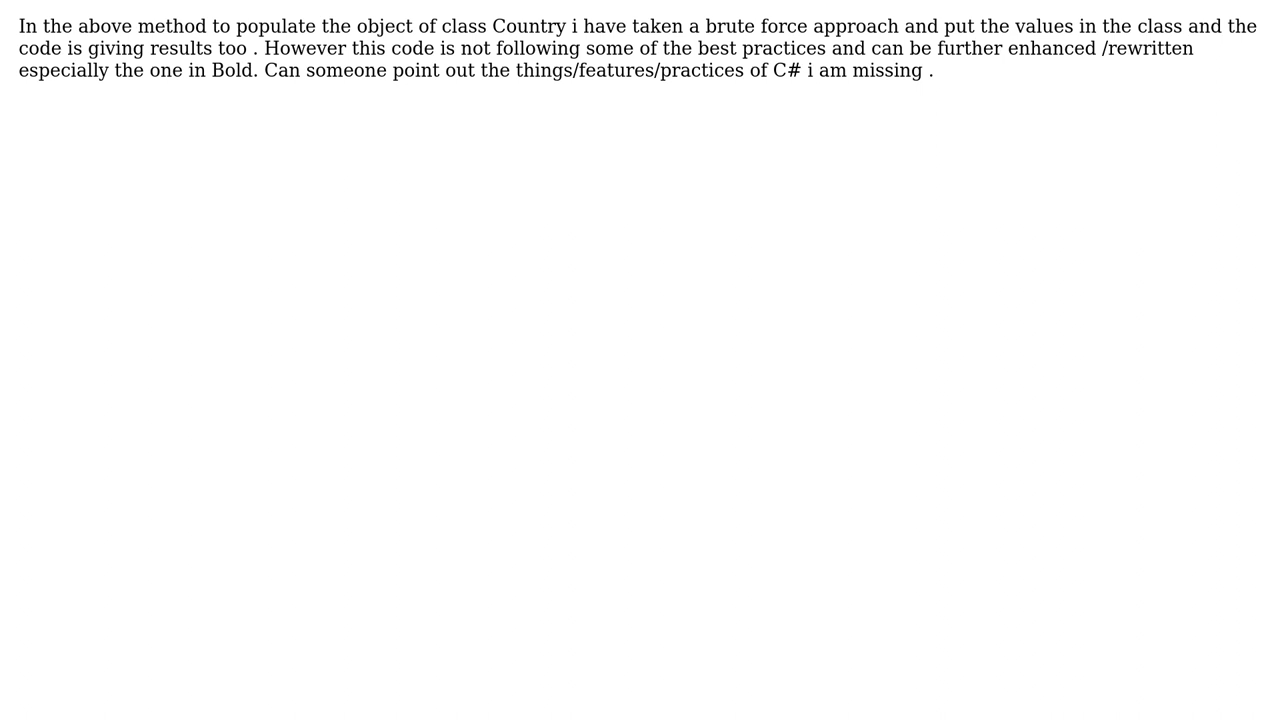 In the above method to populate the object of class Country i have taken a brute force approach and put the values in the class and the
code is giving results too . However this code is not following some of the best practices and can be further enhanced /rewritten
especially the one in Bold. Can someone point out the things/features/practices of C# i am missing .